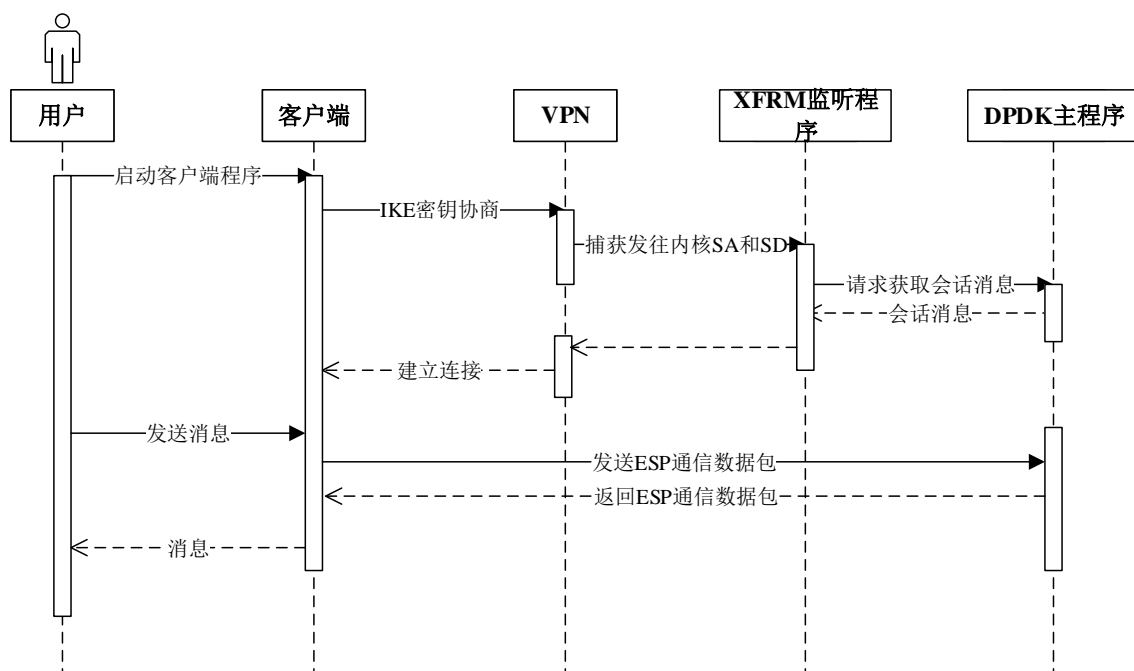 用户
客户端
VPN
XFRM监听程
序
DPDK主程序
启动客户端程序
IKE密钥协商
捕获发往内核SA和SD
请求获取会话消息
会话消息
建立连接
发送消息
发送ESP通信数据包
返回ESP通信数据包
消息